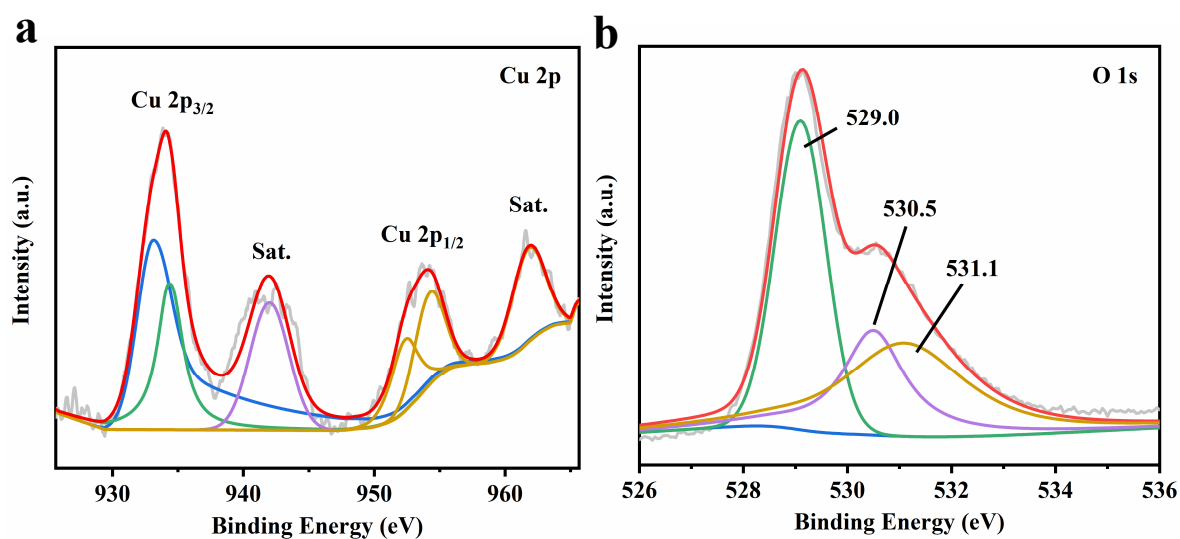 a
Cu 2p
Cu 2p3/2
Sat.
Cu 2p1/2
Sat.
Intensity (a.u.)
930 940 950 960
Binding Energy (eV)
b
O 1s
529.0
530.5
531.1
Intensity (a.u.)
526 528 530 532 534 536
Binding Energy (eV)